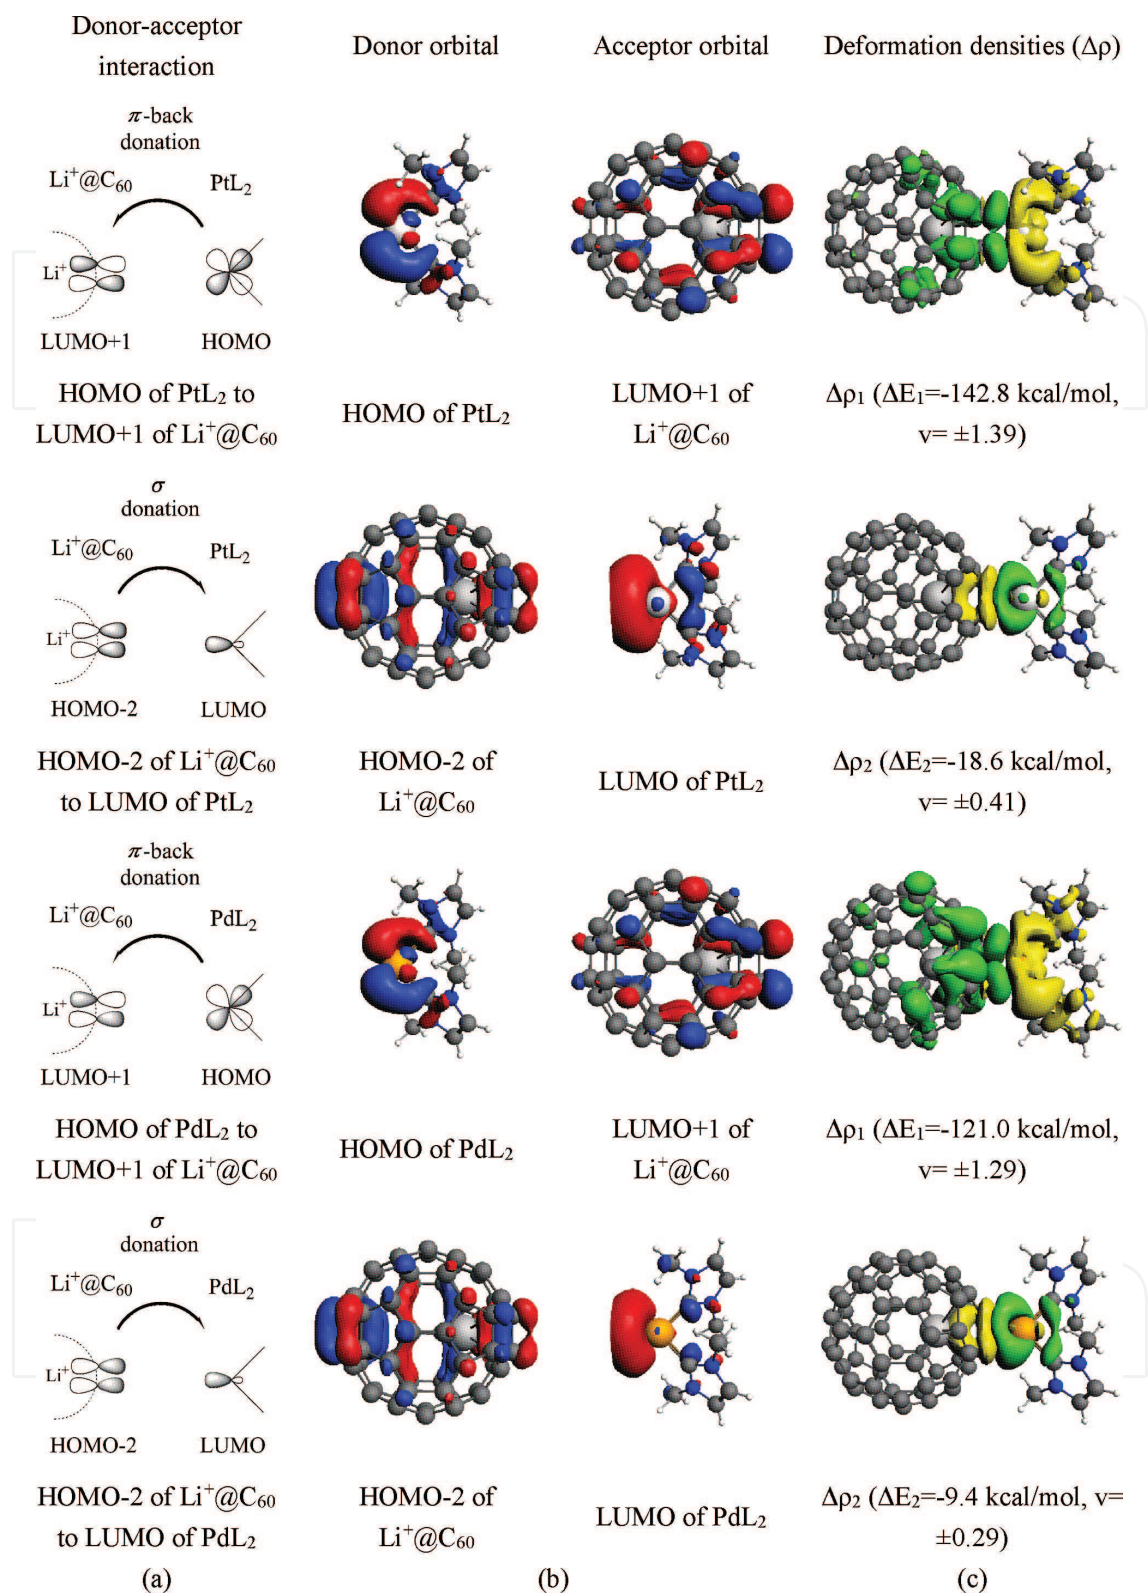 Donor-acceptor
interaction
Donor orbital
Acceptor orbital
Deformation densities (Δρ)
π-back
donation
Li⁺@C₆₀
PtL₂
Li⁺
LUMO+1
HOMO
HOMO of PtL₂ to
LUMO+1 of Li⁺@C₆₀
HOMO of PtL₂
LUMO+1 of
Li⁺@C₆₀
Δρ₁ (ΔE₁=-142.8 kcal/mol,
v= ±1.39)
σ
donation
Li⁺@C₆₀
PtL₂
Li⁺
HOMO-2
LUMO
HOMO-2 of Li⁺@C₆₀
to LUMO of PtL₂
HOMO-2 of
Li⁺@C₆₀
LUMO of PtL₂
Δρ₂ (ΔE₂=-18.6 kcal/mol,
v= ±0.41)
π-back
donation
Li⁺@C₆₀
PdL₂
Li⁺
LUMO+1
HOMO
HOMO of PdL₂ to
LUMO+1 of Li⁺@C₆₀
HOMO of PdL₂
LUMO+1 of
Li⁺@C₆₀
Δρ₁ (ΔE₁=-121.0 kcal/mol,
v= ±1.29)
σ
donation
Li⁺@C₆₀
PdL₂
Li⁺
HOMO-2
LUMO
HOMO-2 of Li⁺@C₆₀
to LUMO of PdL₂
HOMO-2 of
Li⁺@C₆₀
LUMO of PdL₂
Δρ₂ (ΔE₂=-9.4 kcal/mol, v=
±0.29)
(a)
(b)
(c)